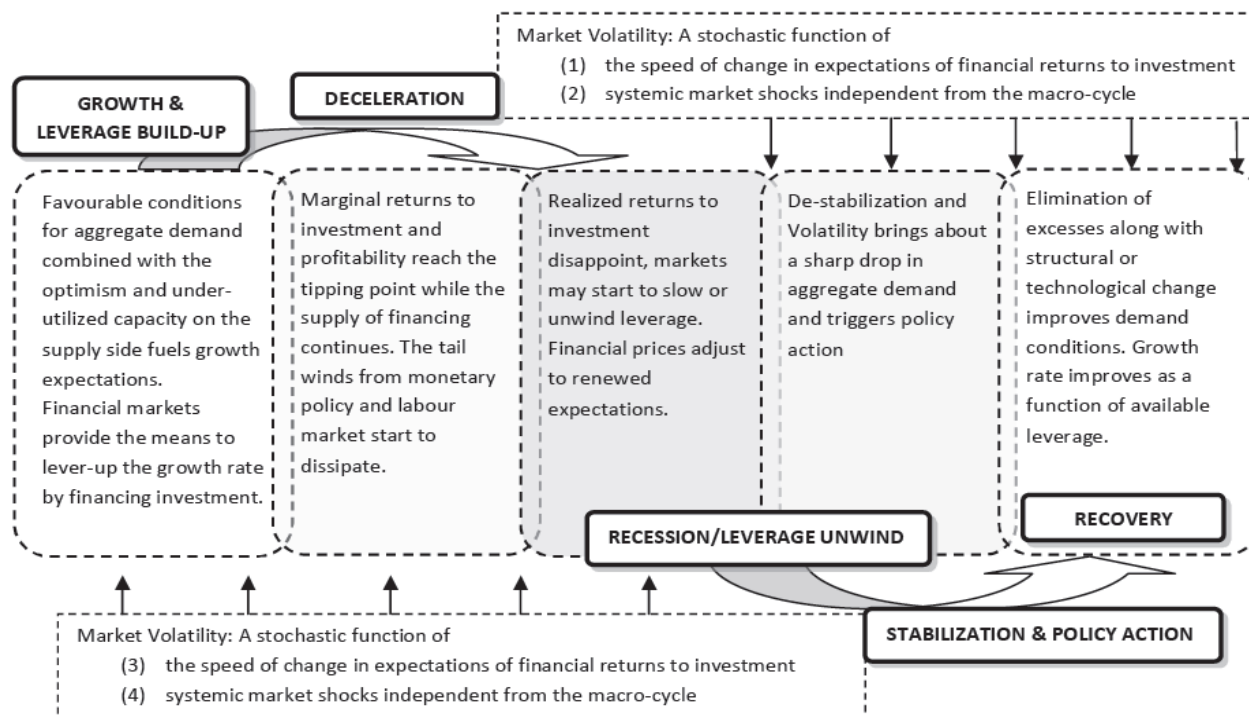 Market Volatility: A stochastic function of
(1) the speed of change in expectations of financial returns to investment
(2) systemic market shocks independent from the macro-cycle
GROWTH &
LEVERAGE BUILD-UP
DECELERATION
Favourable conditions
for aggregate demand
combined with the
optimism and under-
utilized capacity on the
supply side fuels growth
expectations.
Financial markets
provide the means to
lever-up the growth rate
by financing investment.
Marginal returns to
investment and
profitability reach the
tipping point while the
supply of financing
continues. The tail
winds from monetary
policy and labour
market start to
dissipate.
Realized returns to
investment
disappoint, markets
may start to slow or
unwind leverage.
Financial prices adjust
to renewed
expectations.
De-stabilization and
Volatility brings about
a sharp drop in
aggregate demand
and triggers policy
action
Elimination of
excesses along with
structural or
technological change
improves demand
conditions. Growth
rate improves as a
function of available
leverage.
RECESSION/LEVERAGE UNWIND
RECOVERY
STABILIZATION & POLICY ACTION
Market Volatility: A stochastic function of
(3) the speed of change in expectations of financial returns to investment
(4) systemic market shocks independent from the macro-cycle